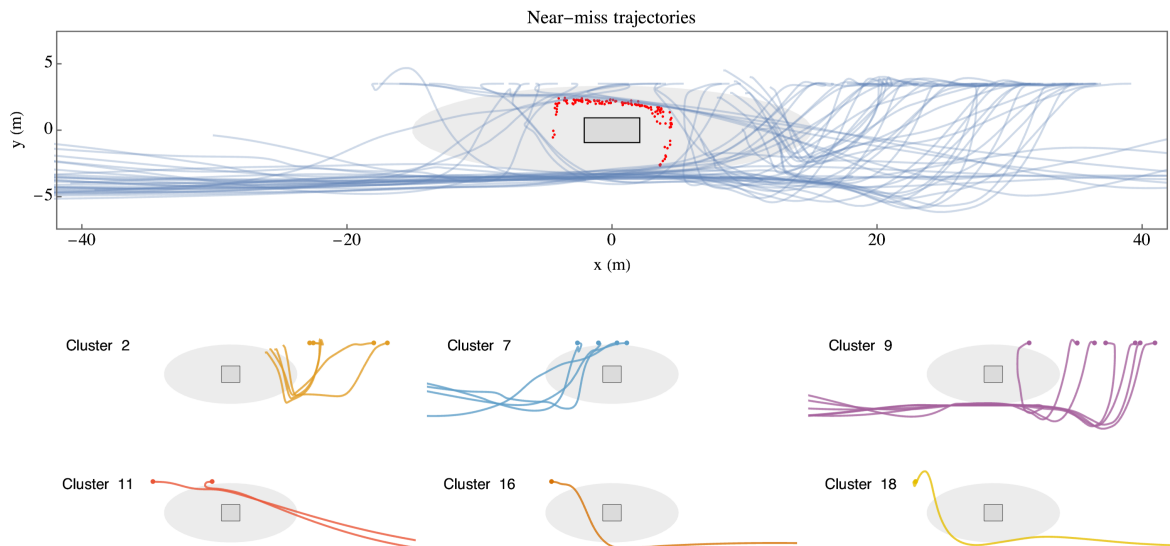 Near−miss trajectories
5
0
−5
y (m)
−40 −20 0 20 40
x (m)
Cluster 2 Cluster 7 Cluster 9
Cluster 11 Cluster 16 Cluster 18